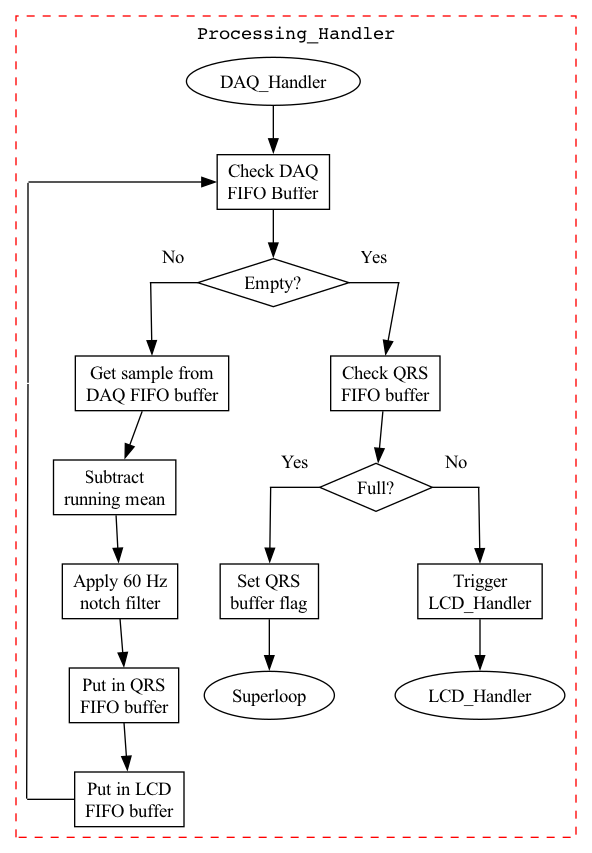 Processing_Handler
DAQ_Handler
Check DAQ
FIFO Buffer
No
Yes
Empty?
Get sample from
DAQ FIFO buffer
Check QRS
FIFO buffer
Subtract
running mean
Yes
No
Full?
Apply 60 Hz
notch filter
Set QRS
buffer flag
Trigger
LCD_Handler
Put in QRS
FIFO buffer
Superloop
LCD_Handler
Put in LCD
FIFO buffer